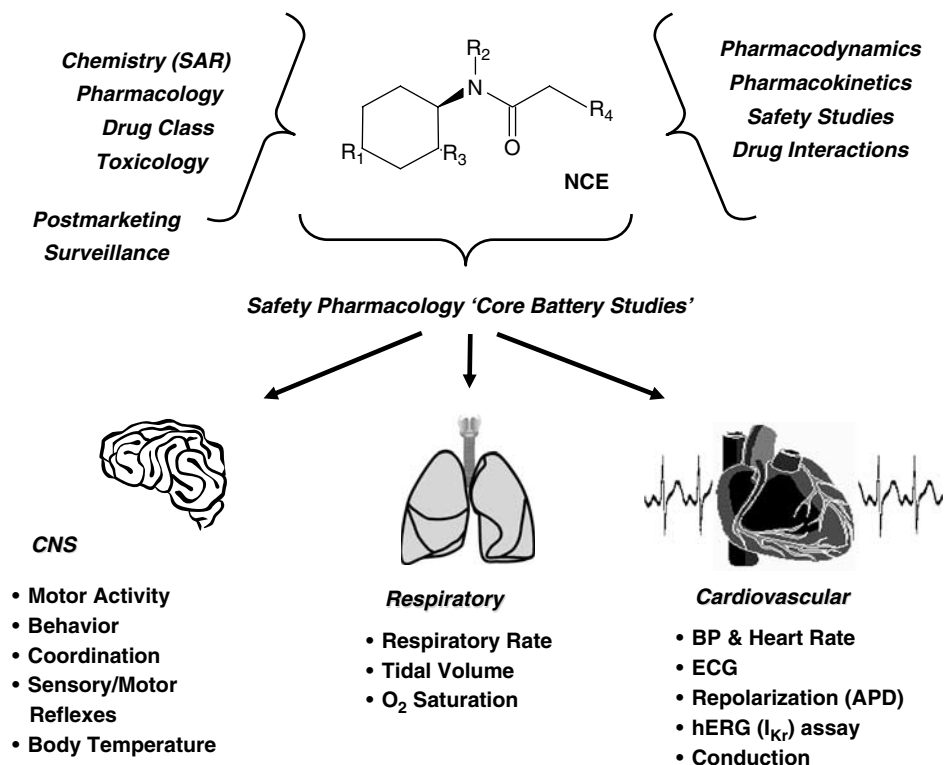 Chemistry (SAR)
Pharmacology
Drug Class
Toxicology
Postmarketing
Surveillance
R2
N
R4
O
R1
R3
NCE
Pharmacodynamics
Pharmacokinetics
Safety Studies
Drug Interactions
Safety Pharmacology ‘Core Battery Studies’
CNS
• Motor Activity
• Behavior
• Coordination
• Sensory/Motor
Reflexes
• Body Temperature
Respiratory
• Respiratory Rate
• Tidal Volume
• O2 Saturation
Cardiovascular
• BP & Heart Rate
• ECG
• Repolarization (APD)
• hERG (IKr) assay
• Conduction